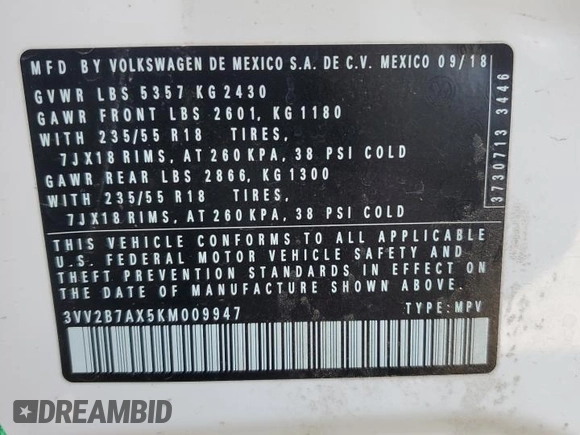 MFD BY VOLKSWAGEN DE MEXICO S.A. DE C.V. MEXICO 09/18
GVWR LBS 5357 KG 2430
GAWR FRONT LBS 2601, KG 1180
WITH 235/55 R18 TIRES,
7JX18 RIMS, AT 260 KPA, 38 PSI COLD
GAWR REAR LBS 2866, KG 1300
WITH 235/55 R18 TIRES,
7JX18 RIMS, AT 260 KPA, 38 PSI COLD
THIS VEHICLE CONFORMS TO ALL APPLICABLE
U.S. FEDERAL MOTOR VEHICLE SAFETY AND
THEFT PREVENTION STANDARDS IN EFFECT ON
THE DATE OF MANUFACTURE SHOWN ABOVE.
3VV2B7AX5KM009947 TYPE: MPV
3730713 3446
DREAMBID